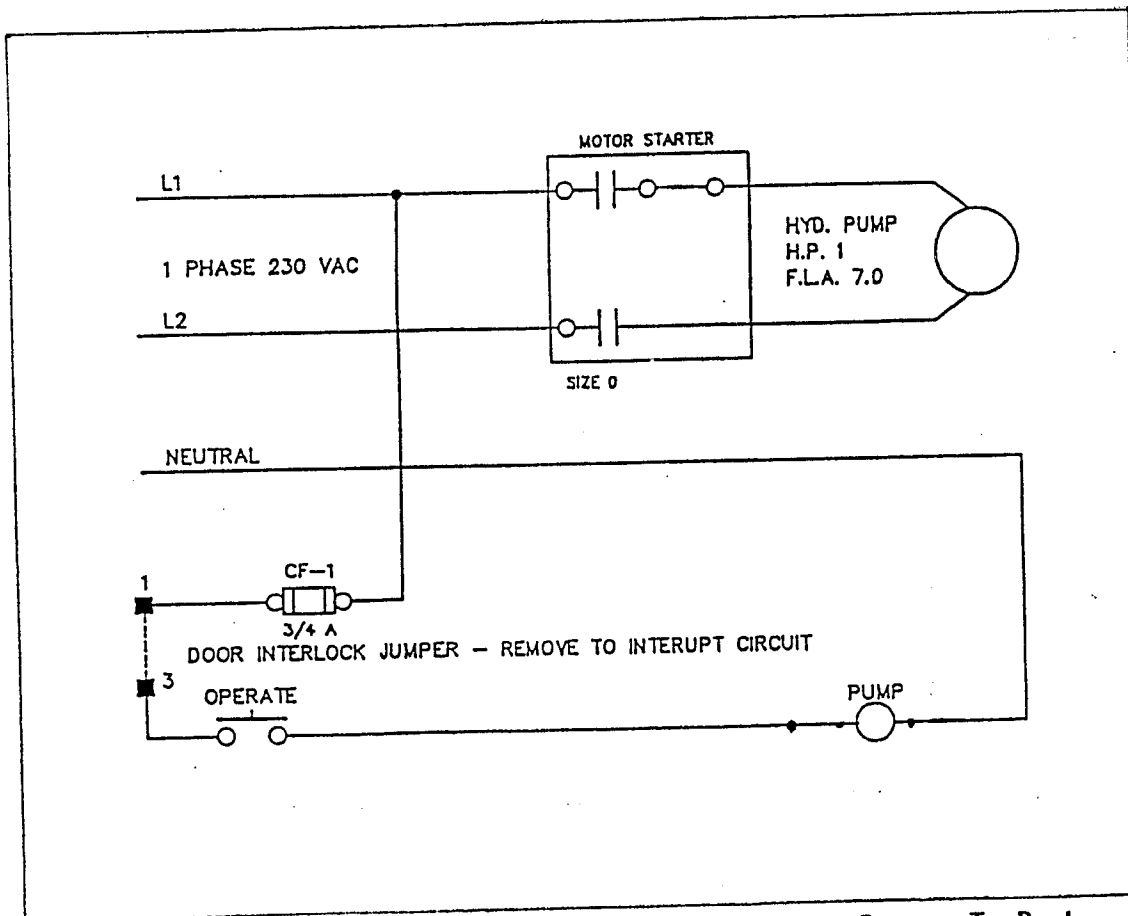 MOTOR STARTER
L1
1 PHASE 230 VAC
HYD. PUMP
H.P. 1
F.L.A. 7.0
L2
SIZE 0
NEUTRAL
1
CF-1
3/4 A
DOOR INTERLOCK JUMPER - REMOVE TO INTERUPT CIRCUIT
3
OPERATE
PUMP